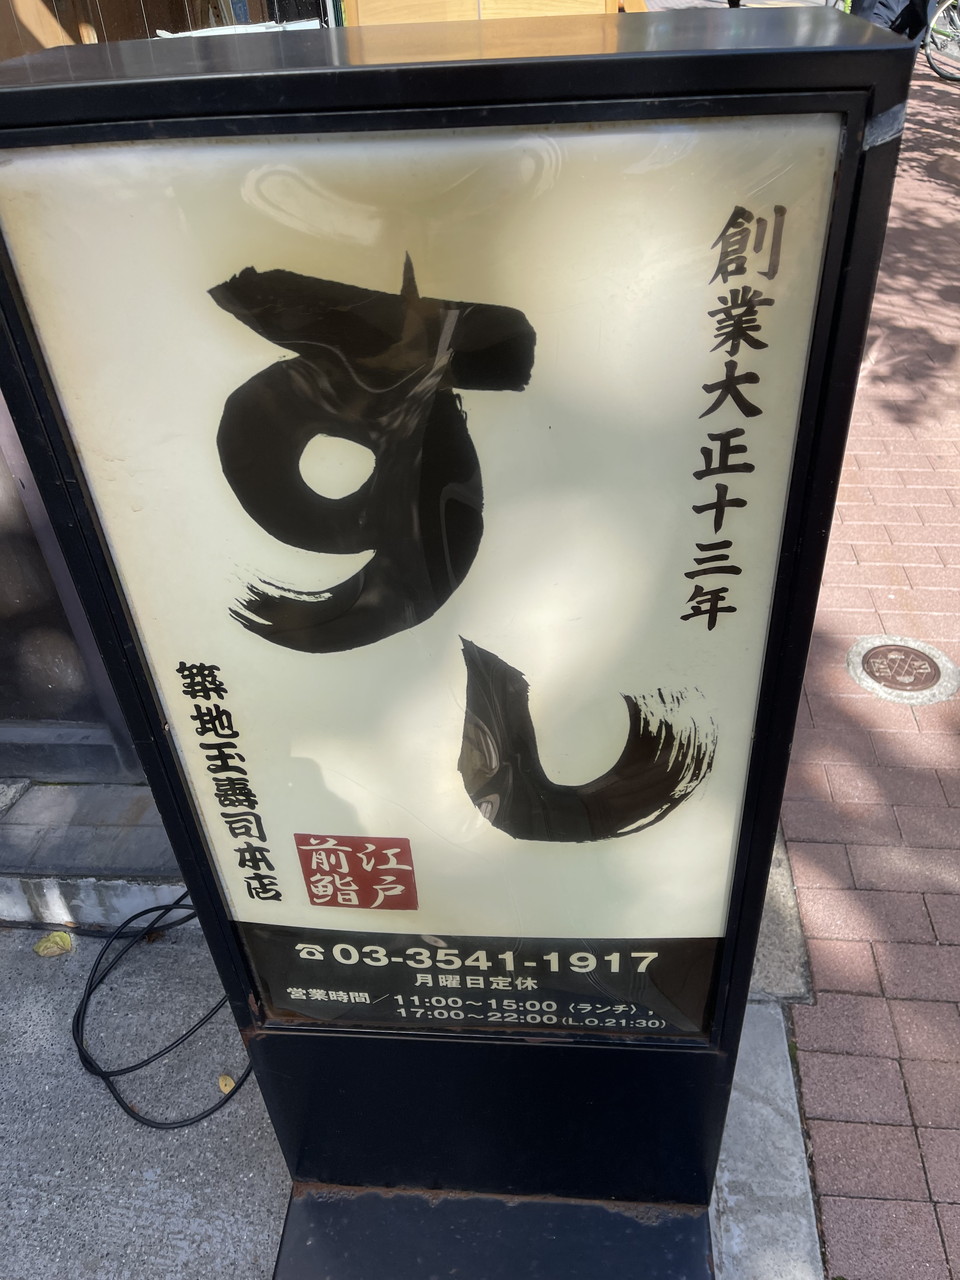 創業大正十三年
すし
築地玉壽司本店
江戸
前鮨
☎03-3541-1917
月曜日定休
営業時間／11:00〜15:00〈ランチ〉,
17:00〜22:00(L.O.21:30)